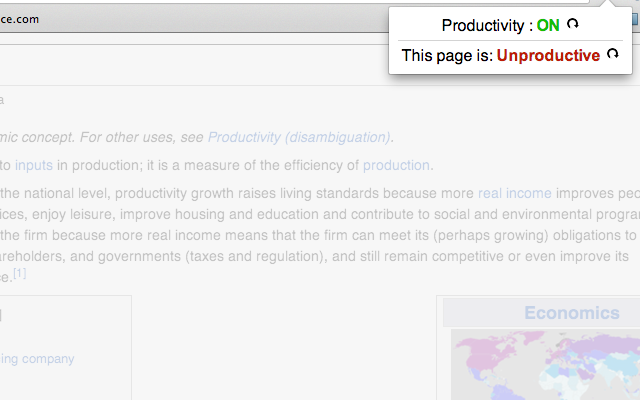 ce.com
Productivity : ON
This page is: Unproductive
a
mic concept. For other uses, see Productivity (disambiguation).
to inputs in production; it is a measure of the efficiency of production.
the national level, productivity growth raises living standards because more real income improves peo
ices, enjoy leisure, improve housing and education and contribute to social and environmental program
the firm because more real income means that the firm can meet its (perhaps growing) obligations to
areholders, and governments (taxes and regulation), and still remain competitive or even improve its
ce.[1]
Economics
ing company